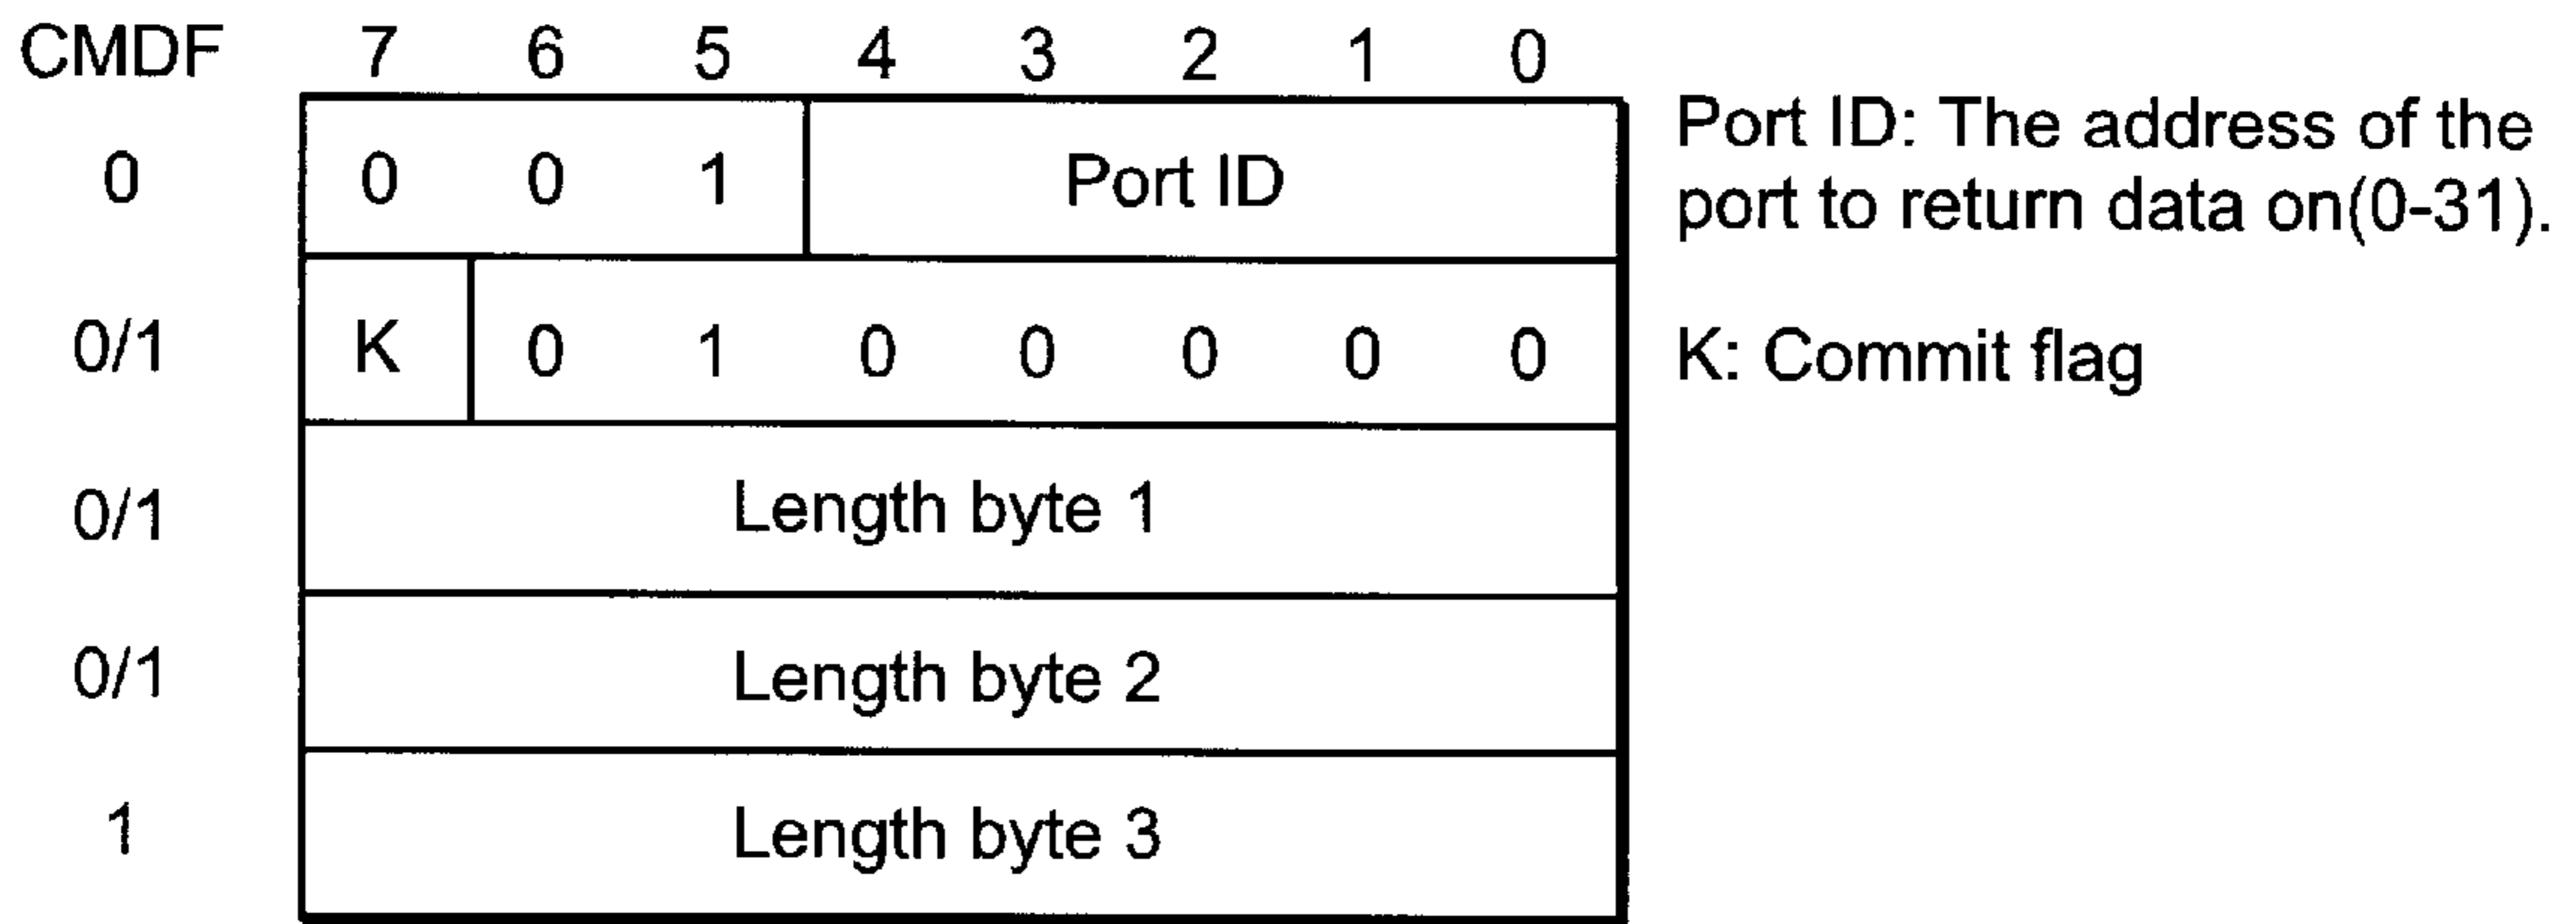 CMDF 7 6 5 4 3 2 1 0
0 0 0 1 Port ID
Port ID: The address of the
port to return data on(0-31).
0/1 K 0 1 0 0 0 0 0
K: Commit flag
0/1 Length byte 1
0/1 Length byte 2
1 Length byte 3